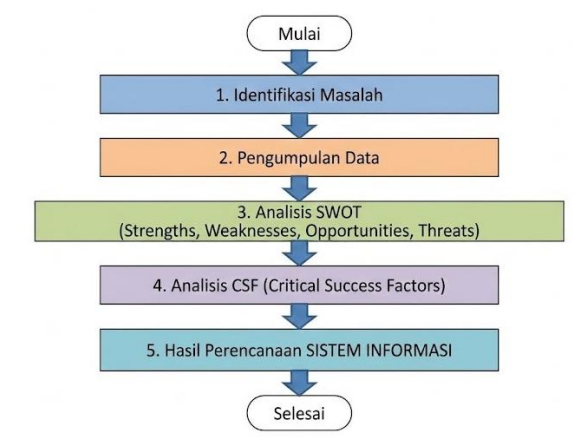 Mulai
1. Identifikasi Masalah
2. Pengumpulan Data
3. Analisis SWOT
(Strengths, Weaknesses, Opportunities, Threats)
4. Analisis CSF (Critical Success Factors)
5. Hasil Perencanaan SISTEM INFORMASI
Selesai